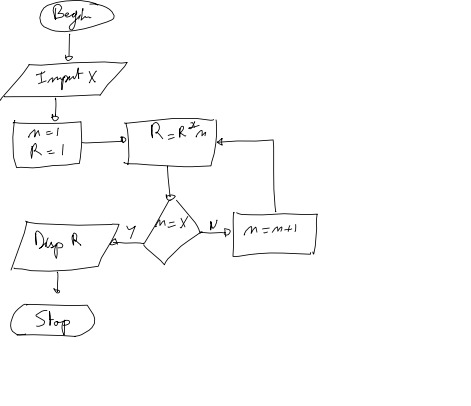 Begin
Input X
n=1
R=1
R=R*n
n=X
Y
N
n=n+1
Disp R
Stop